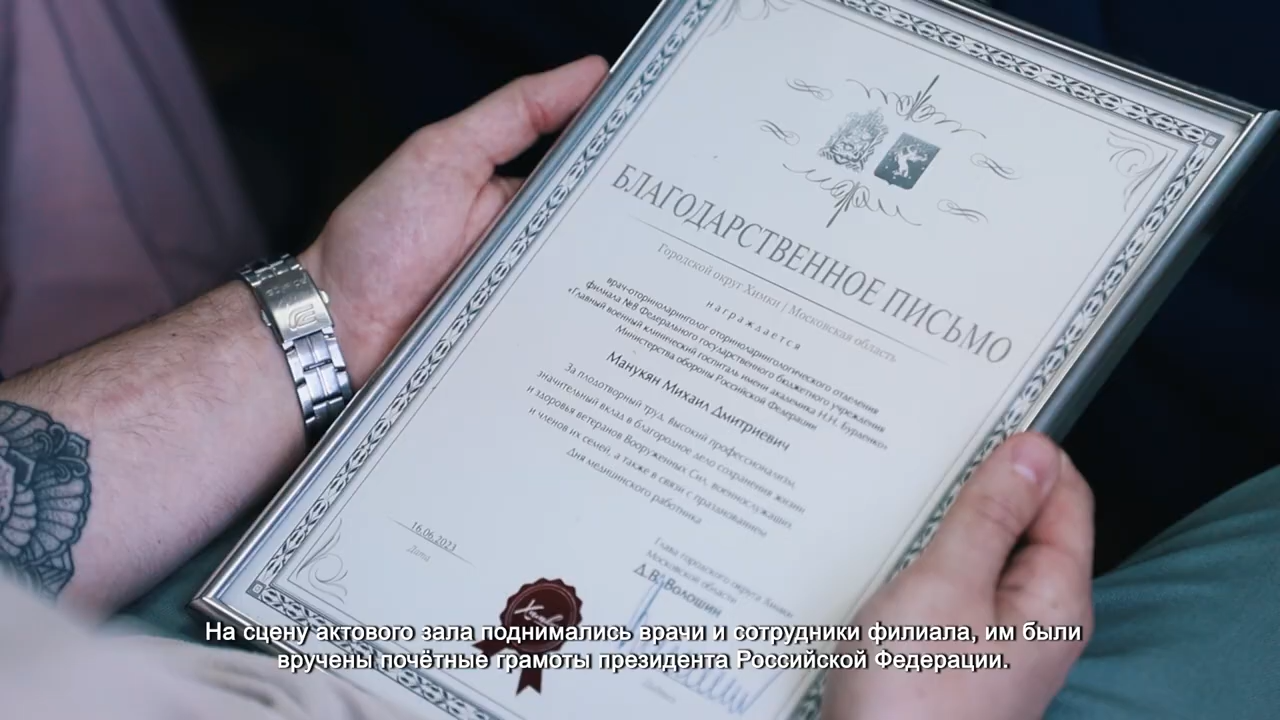 БЛАГОДАРСТВЕННОЕ ПИСЬМО
Городской округ Химки | Московская область
награждается
врач-оториноларинголог оториноларингологического отделения
филиала №8 Федерального государственного бюджетного учреждения
«Главный военный клинический госпиталь имени академика Н.Н. Бурденко»
Министерства обороны Российской Федерации
Манукян Михаил Дмитриевич
За плодотворный труд, высокий профессионализм,
значительный вклад в благородное дело сохранения жизни
и здоровья ветеранов Вооруженных Сил, военнослужащих
и членов их семей, а также в связи с празднованием
Дня медицинского работника
16.06.2023
Дата
Глава городского округа Химки
Московской области
Д.В. Волошин
Химки
На сцену актового зала поднимались врачи и сотрудники филиала, им были
вручены почётные грамоты президента Российской Федерации.